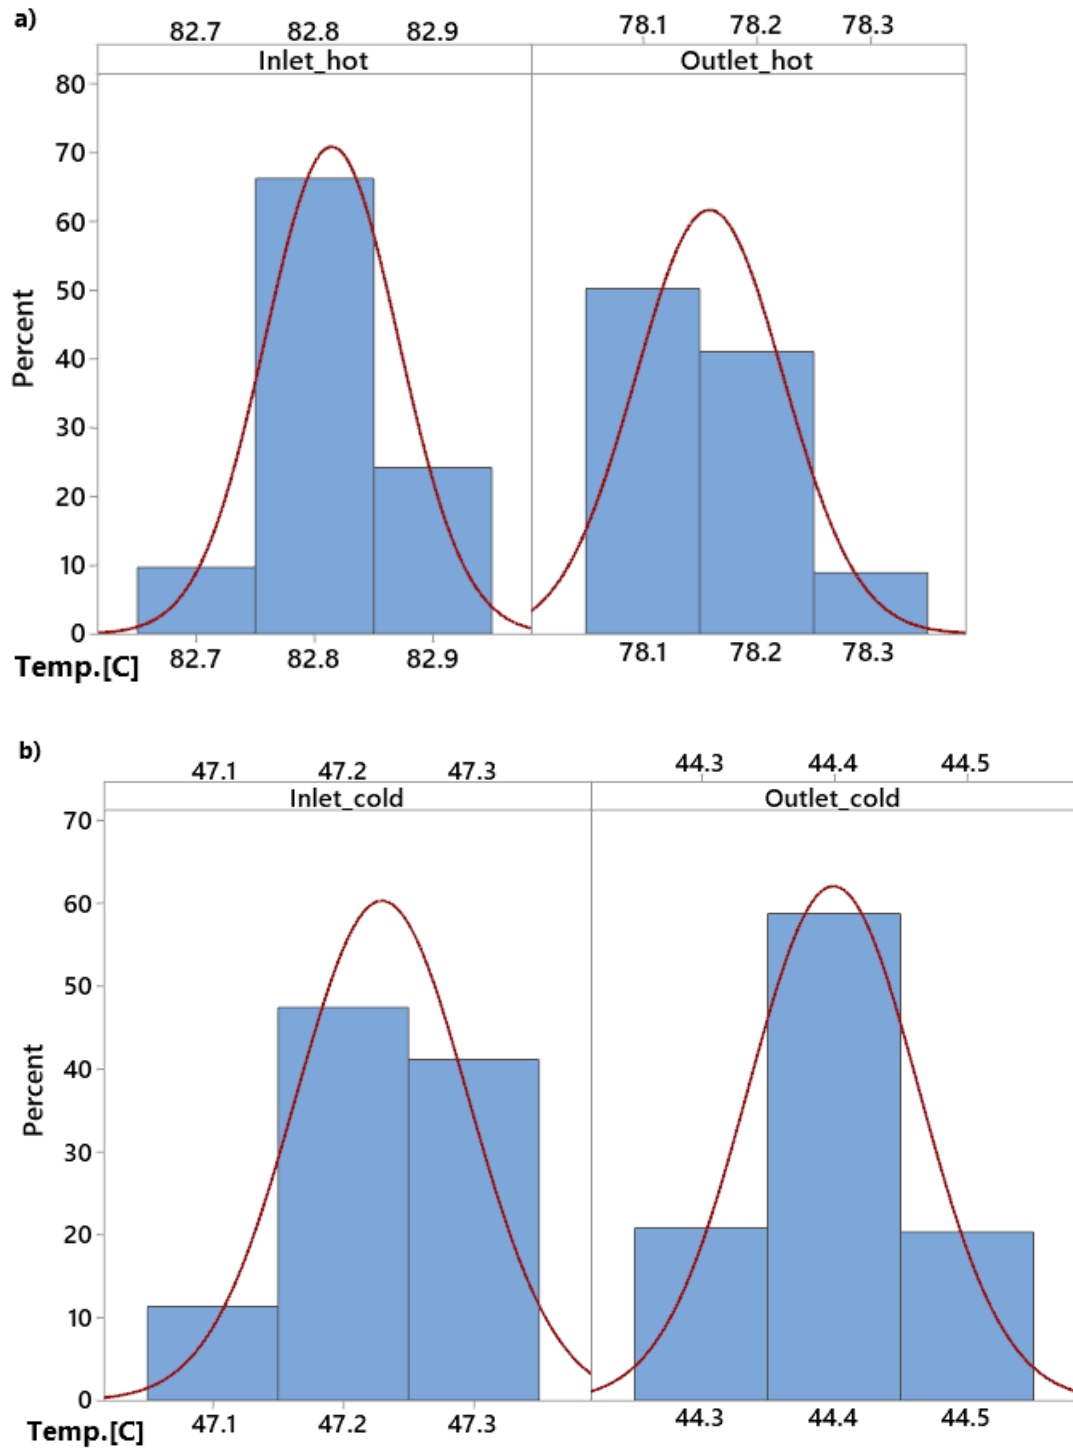 a)
82.7 82.8 82.9 78.1 78.2 78.3
Inlet_hot Outlet_hot
80
70
60
50
40
30
20
10
0
Percent
82.7 82.8 82.9 78.1 78.2 78.3
Temp.[C]
b)
47.1 47.2 47.3 44.3 44.4 44.5
Inlet_cold Outlet_cold
70
60
50
40
30
20
10
0
Percent
47.1 47.2 47.3 44.3 44.4 44.5
Temp.[C]